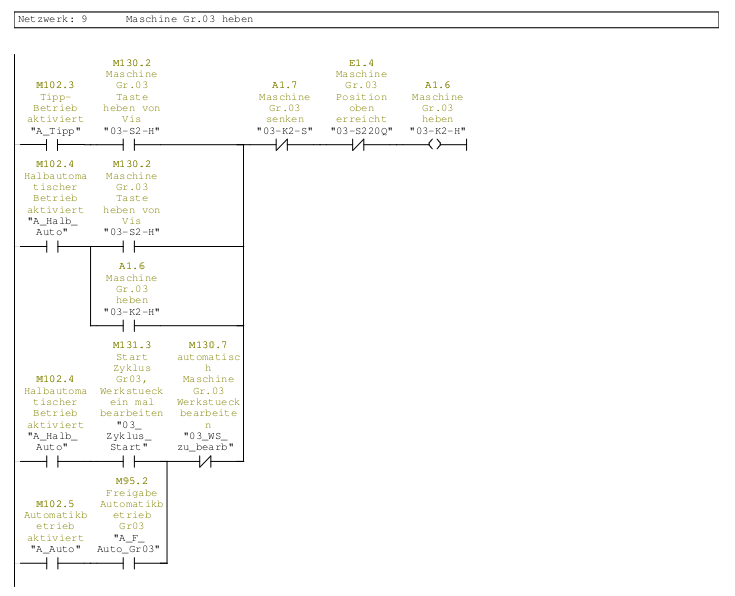 Netzwerk: 9 Maschine Gr.03 heben
M102.3
Tipp-
Betrieb
aktiviert
"A_Tipp"
M130.2
Maschine
Gr.03
Taste
heben von
Vis
"03-S2-H"
A1.7
Maschine
Gr.03
senken
"03-K2-S"
E1.4
Maschine
Gr.03
Position
oben
erreicht
"03-S220Q"
A1.6
Maschine
Gr.03
heben
"03-K2-H"
M102.4
Halbautoma
tischer
Betrieb
aktiviert
"A_Halb_
Auto"
M130.2
Maschine
Gr.03
Taste
heben von
Vis
"03-S2-H"
A1.6
Maschine
Gr.03
heben
"03-K2-H"
M102.4
Halbautoma
tischer
Betrieb
aktiviert
"A_Halb_
Auto"
M131.3
Start
Zyklus
Gr03,
Werkstueck
ein mal
bearbeiten
"03_
Zyklus_
Start"
M130.7
automatisc
h
Maschine
Gr.03
Werkstueck
bearbeite
n
"03_WS_
zu_bearb"
M102.5
Automatikb
etrieb
aktiviert
"A_Auto"
M95.2
Freigabe
Automatikb
etrieb
Gr03
"A_F_
Auto_Gr03"